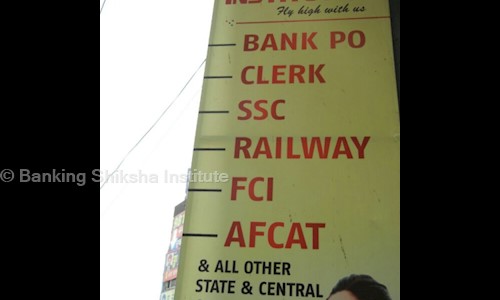 Fly high with us
BANK PO
CLERK
SSC
RAILWAY
© Banking Shiksha Institute
FCI
AFCAT
& ALL OTHER
STATE & CENTRAL